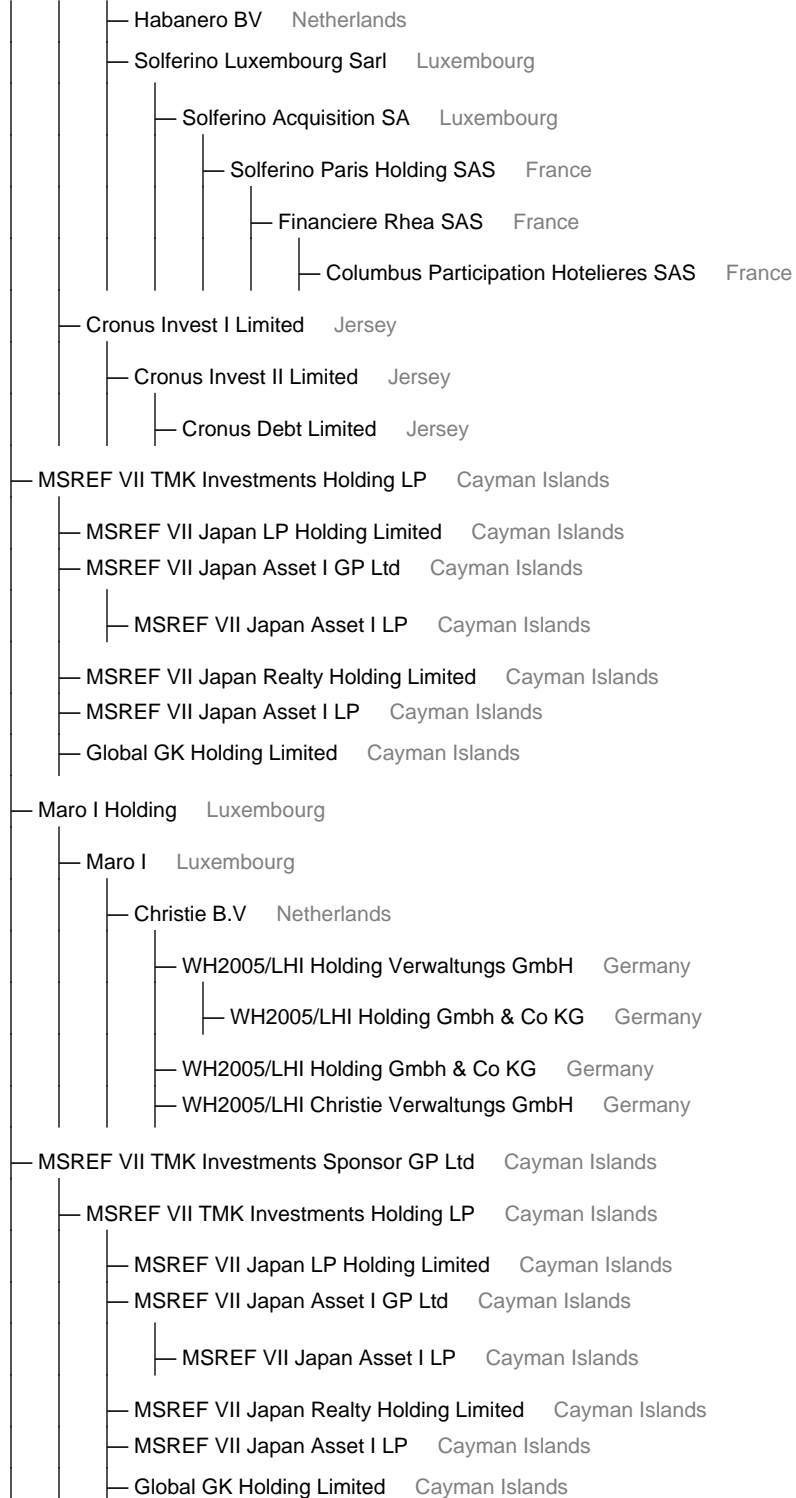 Habanero BV Netherlands
Solferino Luxembourg Sarl Luxembourg
Solferino Acquisition SA Luxembourg
Solferino Paris Holding SAS France
Financiere Rhea SAS France
Columbus Participation Hotelieres SAS France
Cronus Invest I Limited Jersey
Cronus Invest II Limited Jersey
Cronus Debt Limited Jersey
MSREF VII TMK Investments Holding LP Cayman Islands
MSREF VII Japan LP Holding Limited Cayman Islands
MSREF VII Japan Asset I GP Ltd Cayman Islands
MSREF VII Japan Asset I LP Cayman Islands
MSREF VII Japan Realty Holding Limited Cayman Islands
MSREF VII Japan Asset I LP Cayman Islands
Global GK Holding Limited Cayman Islands
Maro I Holding Luxembourg
Maro I Luxembourg
Christie B.V Netherlands
WH2005/LHI Holding Verwaltungs GmbH Germany
WH2005/LHI Holding Gmbh & Co KG Germany
WH2005/LHI Holding Gmbh & Co KG Germany
WH2005/LHI Christie Verwaltungs GmbH Germany
MSREF VII TMK Investments Sponsor GP Ltd Cayman Islands
MSREF VII TMK Investments Holding LP Cayman Islands
MSREF VII Japan LP Holding Limited Cayman Islands
MSREF VII Japan Asset I GP Ltd Cayman Islands
MSREF VII Japan Asset I LP Cayman Islands
MSREF VII Japan Realty Holding Limited Cayman Islands
MSREF VII Japan Asset I LP Cayman Islands
Global GK Holding Limited Cayman Islands